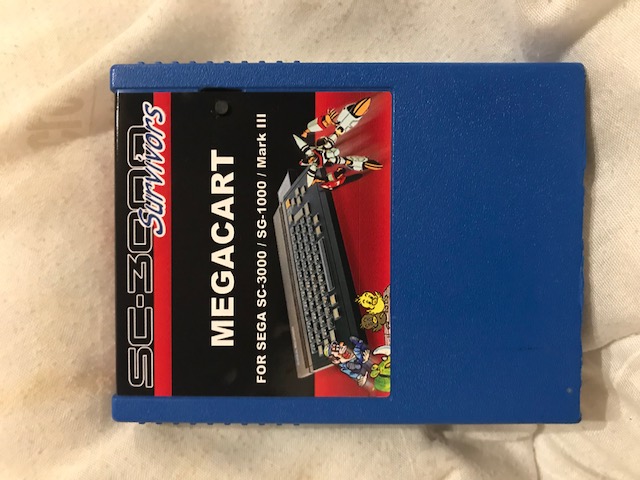 SC-3000
Survivors
MEGACART
FOR SEGA SC-3000 / SG-1000 / Mark III